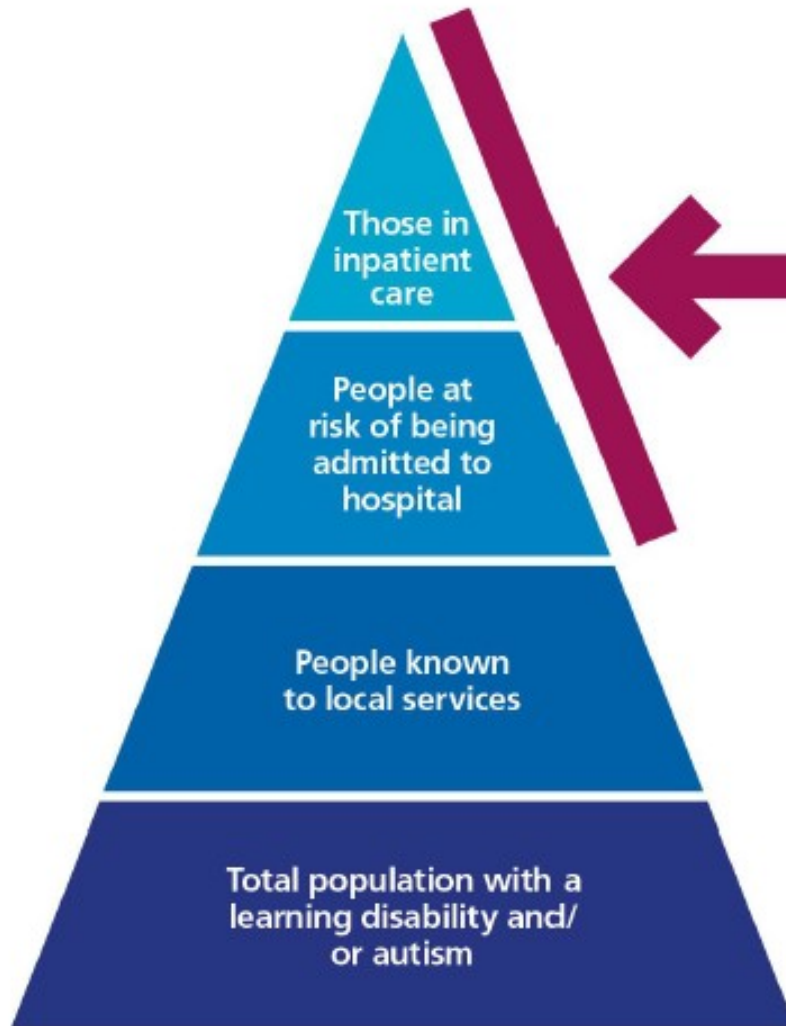 Those in
inpatient
care
People at
risk of being
admitted to
hospital
People known
to local services
Total population with a
learning disability and/
or autism